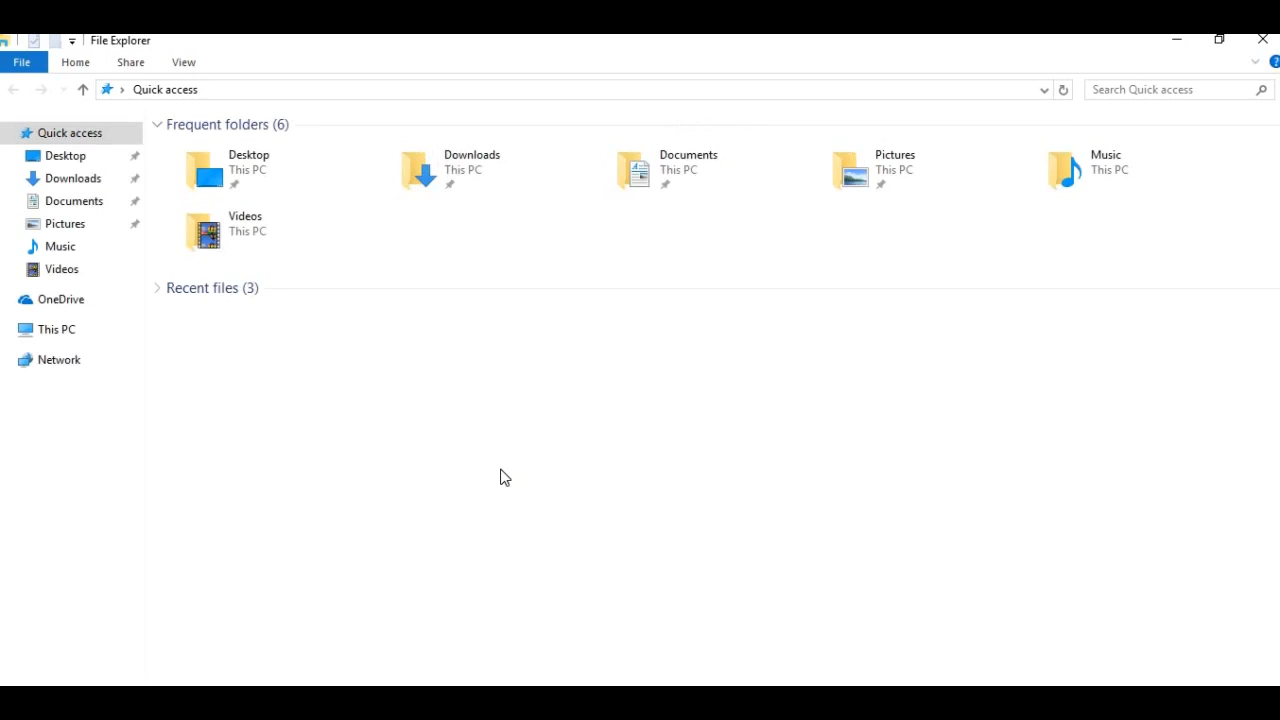 File Explorer
File Home Share View
Quick access
Search Quick access
Quick access
Desktop
Downloads
Documents
Pictures
Music
Videos
OneDrive
This PC
Network
Frequent folders (6)
Desktop
This PC
Downloads
This PC
Documents
This PC
Pictures
This PC
Music
This PC
Videos
This PC
Recent files (3)